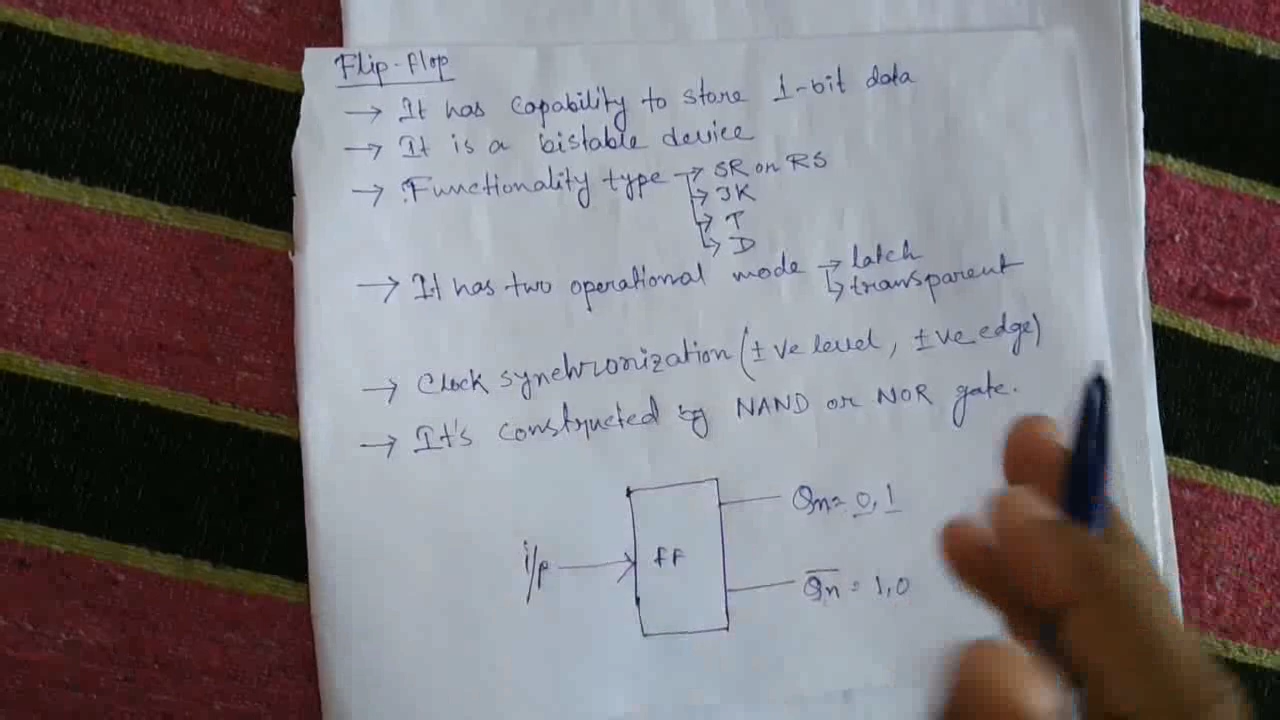 Flip-flop
→ It has capability to store 1-bit data
→ It is a bistable device
→ Functionality type → SR or RS
→ JK
→ T
→ D
→ It has two operational mode → latch
→ transparent
→ Clock synchronization (±ve level, ±ve edge)
→ It's constructed by NAND or NOR gate.
Qn = 0, 1
i/p
FF
Q̅n̅ = 1, 0